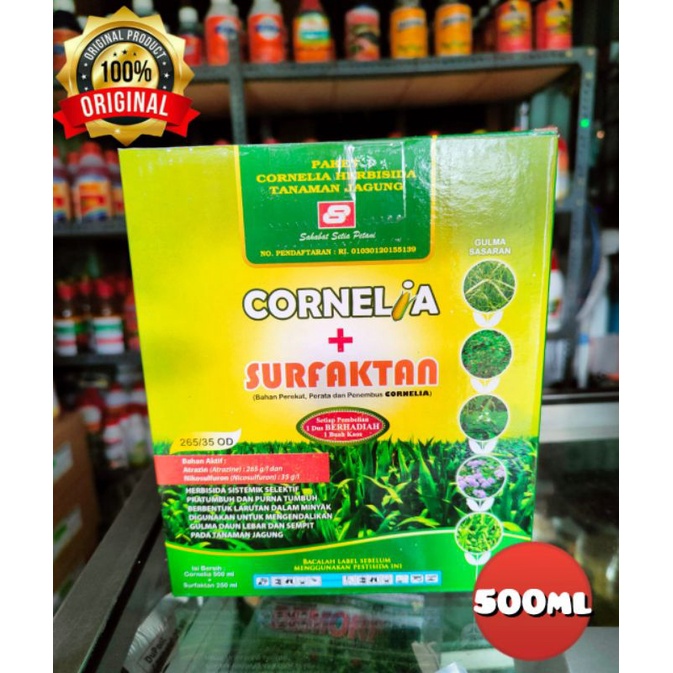 ORIGINAL PRODUCT
100%
ORIGINAL
PAKET
CORNELIA HERBISIDA
TANAMAN JAGUNG
Sahabat Setia Petani
NO. PENDAFTARAN : RI. 01030120155139
GULMA
SASARAN
CORNELiA
+
SURFAKTAN
(Bahan Perekat, Perata dan Penembus CORNELIA)
Setiap Pembelian
1 Dus BERHADIAH
1 Buah Kaos
265/35 OD
Bahan Aktif :
Atrazin (Atrazine) : 265 g/l dan
Nikosulfuron (Nicosulfuron) : 35 g/l
HERBISIDA SISTEMIK SELEKTIF
PRATUMBUH DAN PURNA TUMBUH
BERBENTUK LARUTAN DALAM MINYAK
DIGUNAKAN UNTUK MENGENDALIKAN
GULMA DAUN LEBAR DAN SEMPIT
PADA TANAMAN JAGUNG
Isi Bersih
Cornelia 500 ml
+
Surfaktan 250 ml
BACALAH LABEL SEBELUM
MENGGUNAKAN PESTISIDA INI
500ML